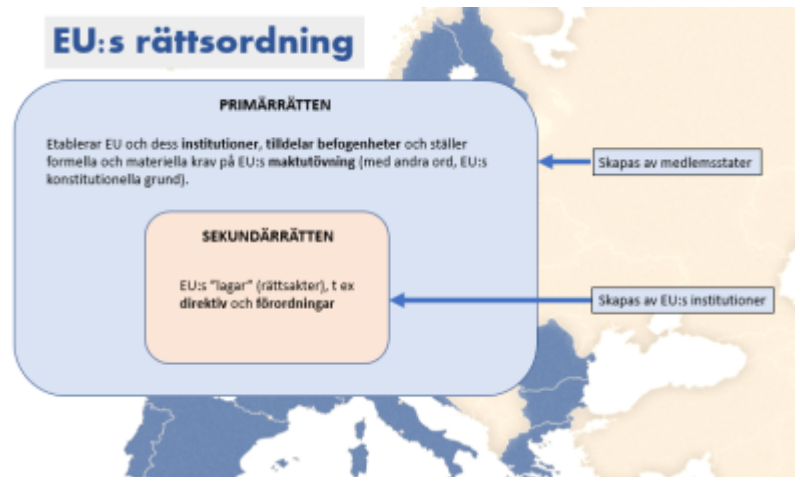 EU:s rättsordning
PRIMÄRRÄTTEN
Etablerar EU och dess institutioner, tilldelar befogenheter och ställer
formella och materiella krav på EU:s maktutövning (med andra ord, EU:s
konstitutionella grund).
Skapas av medlemsstater
SEKUNDÄRRÄTTEN
EU:s "lagar" (rättsakter), t ex
direktiv och förordningar
Skapas av EU:s institutioner